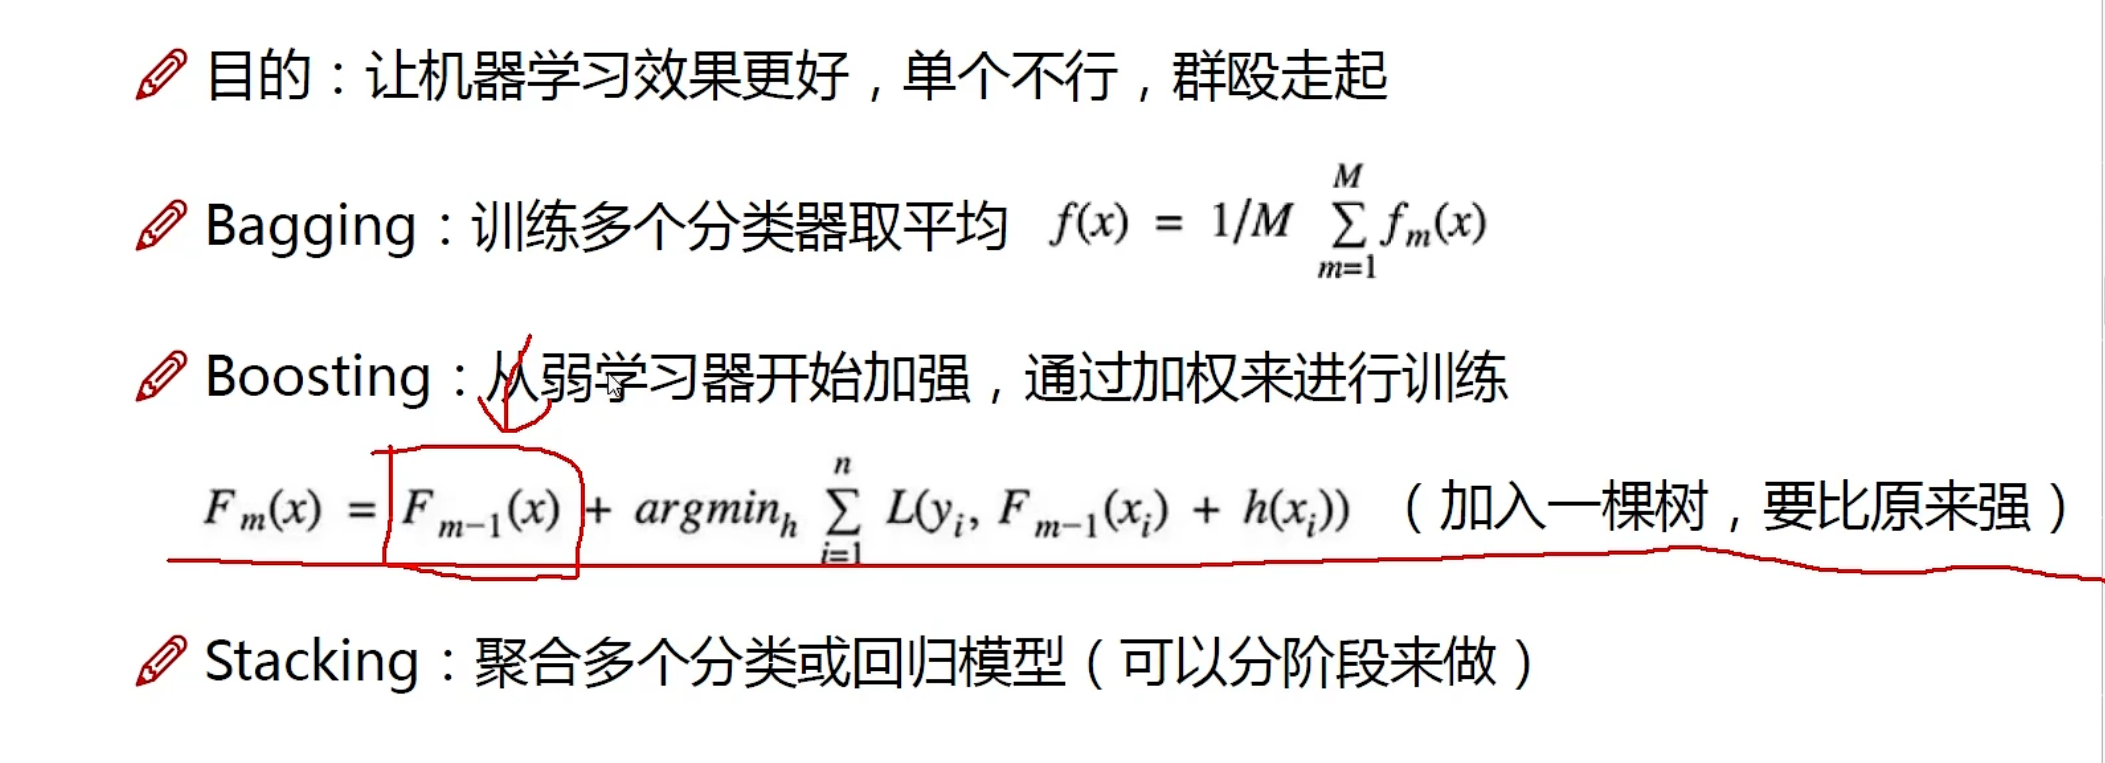 目的：让机器学习效果更好，单个不行，群殴走起
Bagging：训练多个分类器取平均 f(x) = 1/M ∑_{m=1}^{M} f_m(x)
Boosting：从弱学习器开始加强，通过加权来进行训练
F_m(x) = F_{m-1}(x) + argmin_h ∑_{i=1}^{n} L(y_i, F_{m-1}(x_i) + h(x_i)) （加入一棵树，要比原来强）
Stacking：聚合多个分类或回归模型（可以分阶段来做）